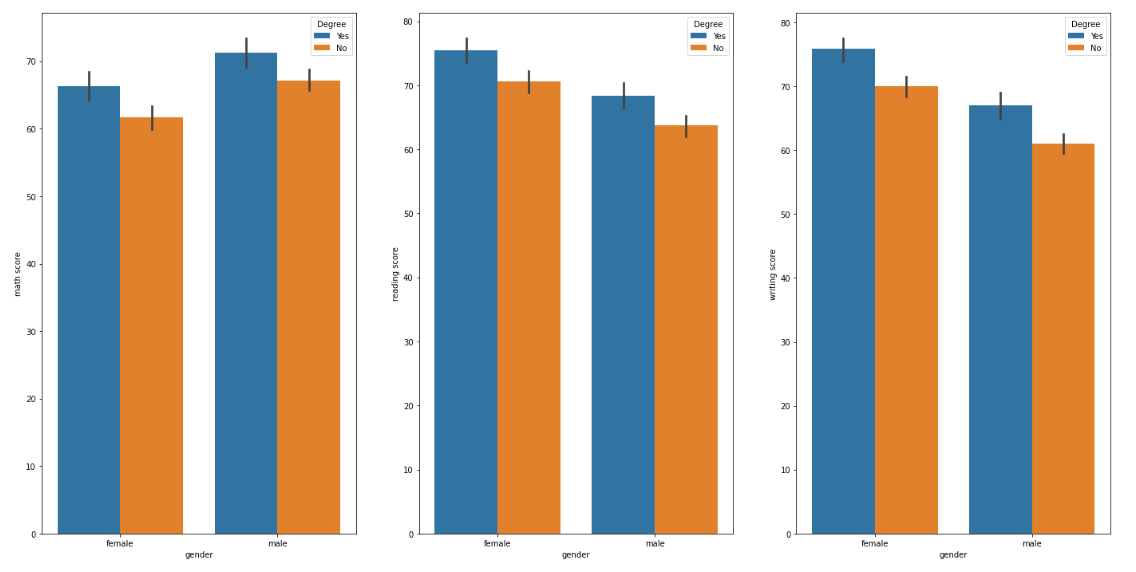 Degree
Yes
No
70
60
50
40
30
20
10
0
math score
female male
gender
Degree
Yes
No
80
70
60
50
40
30
20
10
0
reading score
female male
gender
Degree
Yes
No
80
70
60
50
40
30
20
10
0
writing score
female male
gender